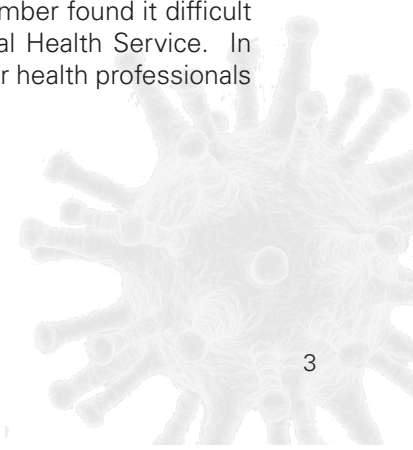 mber found it difficult
al Health Service. In
r health professionals
3